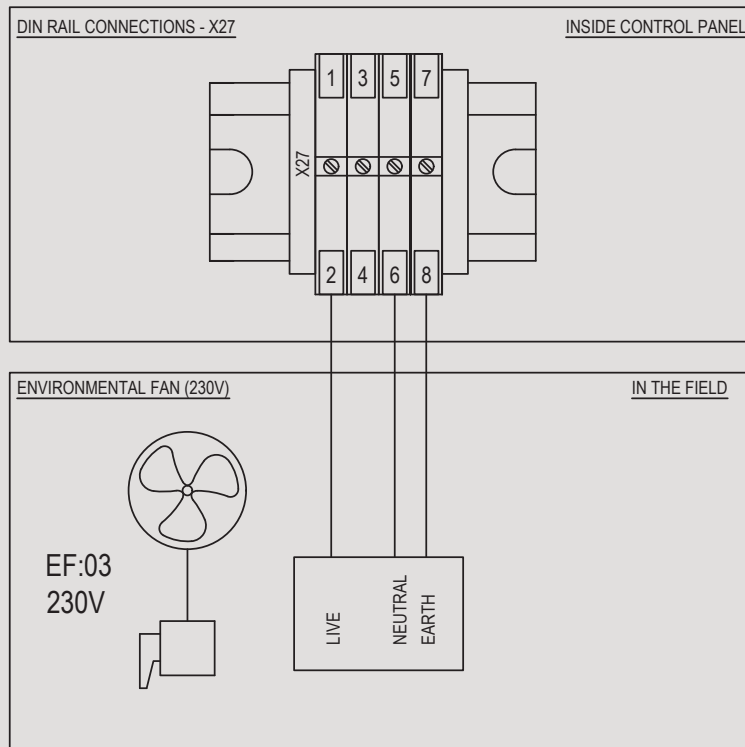 DIN RAIL CONNECTIONS - X27
INSIDE CONTROL PANEL
1 3 5 7
X27
2 4 6 8
ENVIRONMENTAL FAN (230V)
IN THE FIELD
EF:03
230V
LIVE
NEUTRAL
EARTH